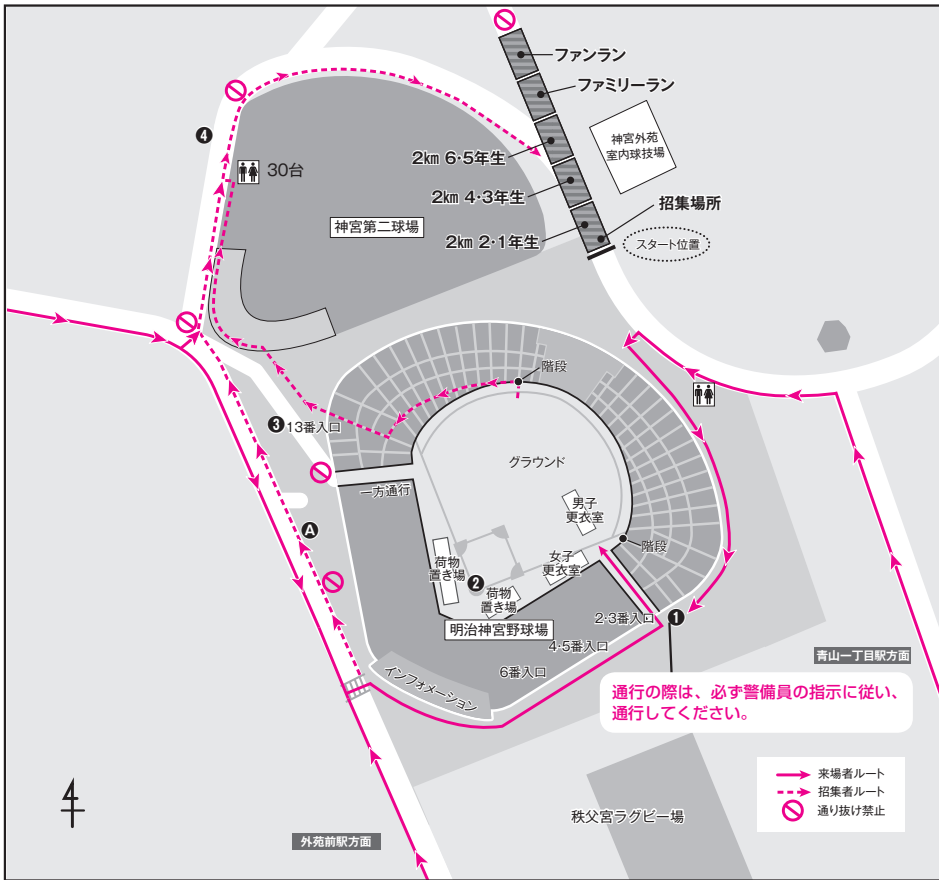 ファンラン
ファミリーラン
神宮外苑
室内球技場
2km 6・5年生
❹
30台
2km 4・3年生
招集場所
神宮第二球場
2km 2・1年生
スタート位置
階段
❸ 13番入口
グラウンド
一方通行
男子
更衣室
A
階段
女子
更衣室
荷物
置き場
❷
荷物
置き場
2・3番入口
❶
明治神宮野球場
4・5番入口
青山一丁目駅方面
6番入口
インフォメーション
通行の際は、必ず警備員の指示に従い、
通行してください。
来場者ルート
招集者ルート
通り抜け禁止
4
秩父宮ラグビー場
外苑前駅方面